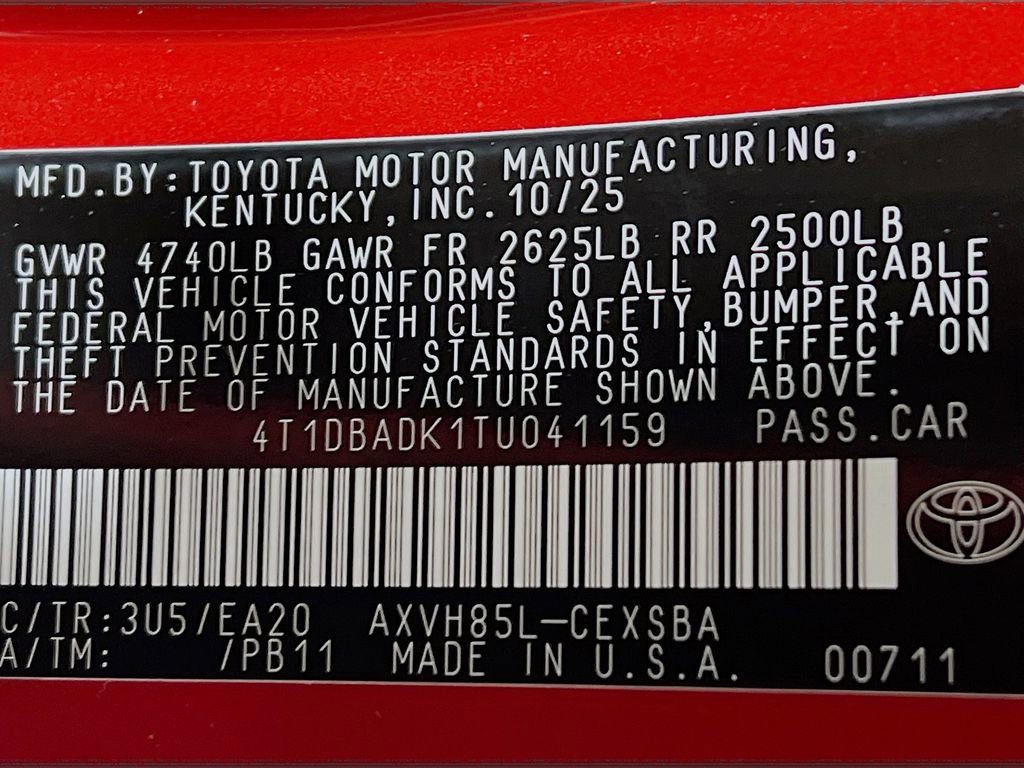 MFD.BY:TOYOTA MOTOR MANUFACTURING,
KENTUCKY,INC.10/25
GVWR 4740LB GAWR FR 2625LB RR 2500LB
THIS VEHICLE CONFORMS TO ALL APPLICABLE
FEDERAL MOTOR VEHICLE SAFETY,BUMPER,AND
THEFT PREVENTION STANDARDS IN EFFECT ON
THE DATE OF MANUFACTURE SHOWN ABOVE.
4T1DBADK1TU041159 PASS.CAR
C/TR:3U5/EA20 AXVH85L-CEXSBA
A/TM: /PB11 MADE IN U.S.A. 00711